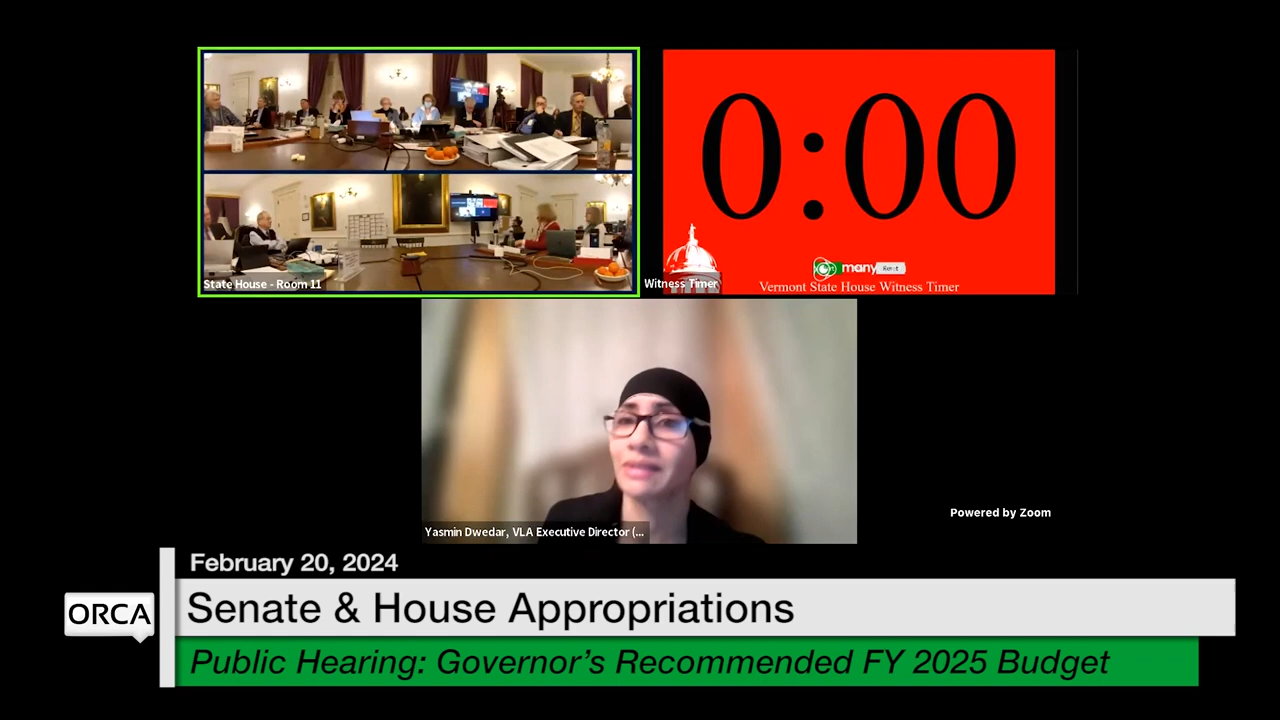 State House - Room 11
0:00
many
Vermont State House Witness Timer
Witness Timer
Yasmin Dwedar, VLA Executive Director (...
Powered by Zoom
February 20, 2024
ORCA
Senate & House Appropriations
Public Hearing: Governor's Recommended FY 2025 Budget